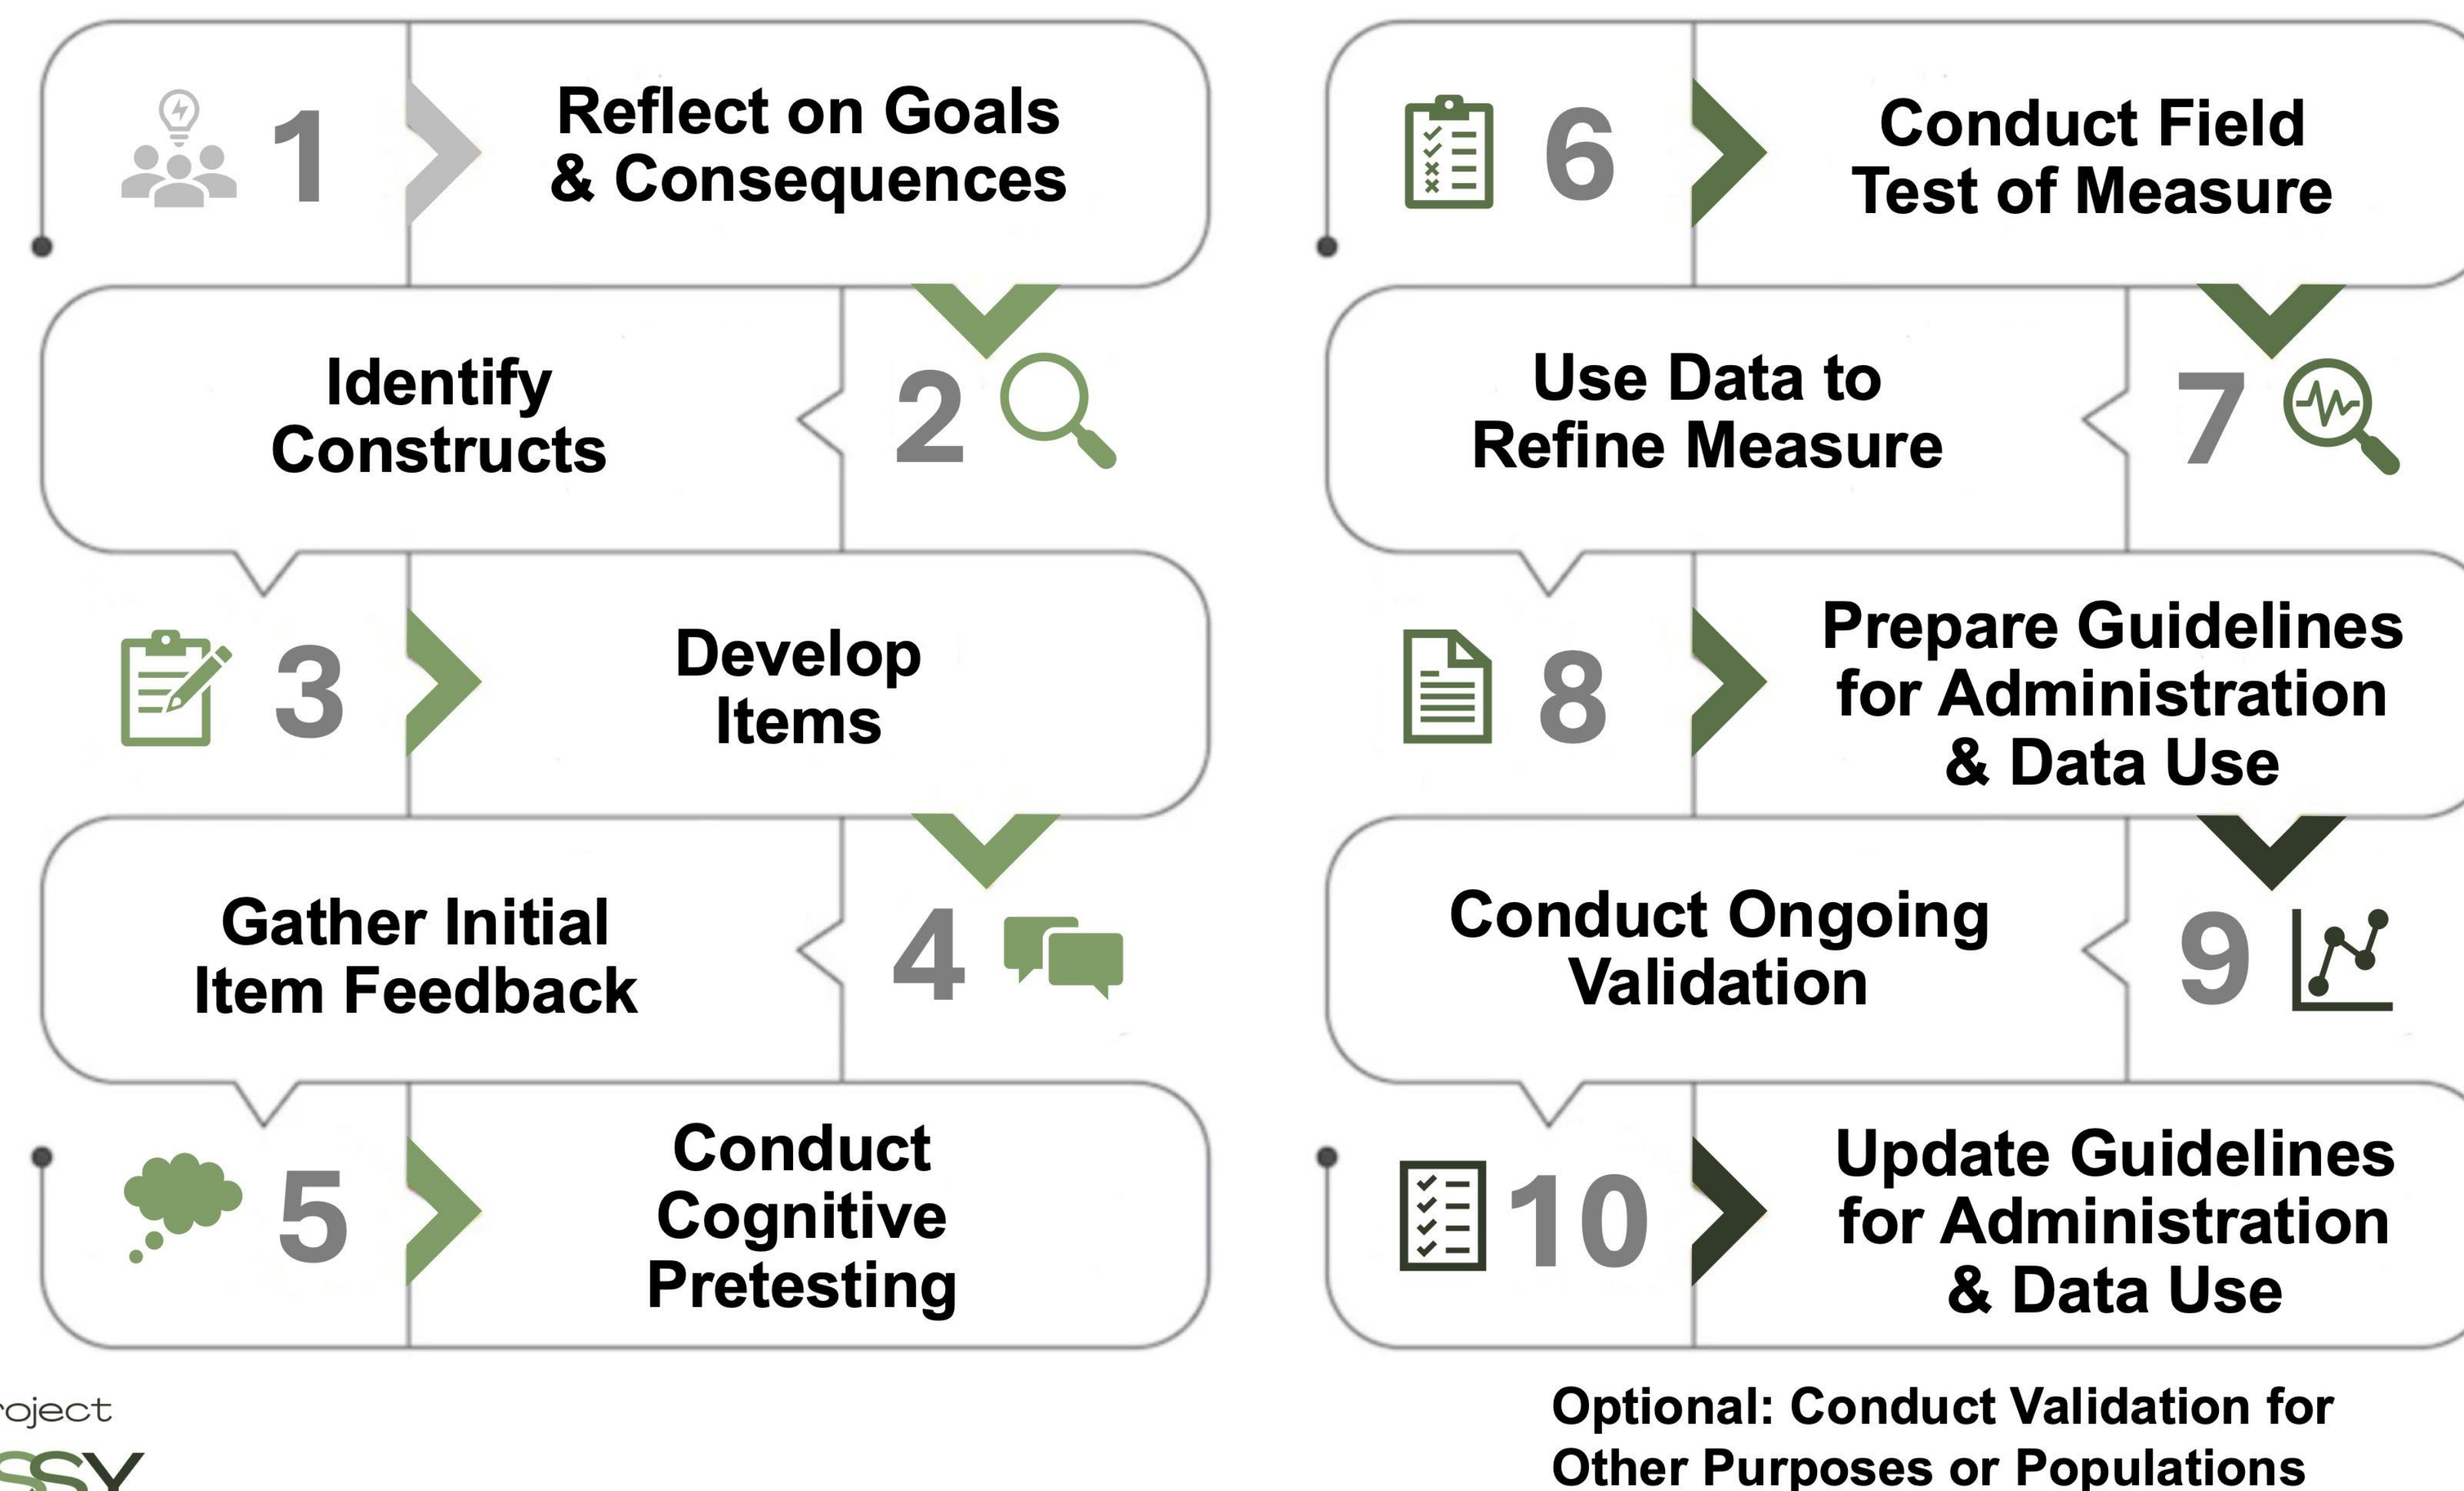 1
Reflect on Goals
& Consequences
Identify
Constructs
2
3
Develop
Items
Gather Initial
Item Feedback
4
5
Conduct
Cognitive
Pretesting
6
Conduct Field
Test of Measure
Use Data to
Refine Measure
7
8
Prepare Guidelines
for Administration
& Data Use
Conduct Ongoing
Validation
9
10
Update Guidelines
for Administration
& Data Use
Optional: Conduct Validation for
Other Purposes or Populations
oject
SSY